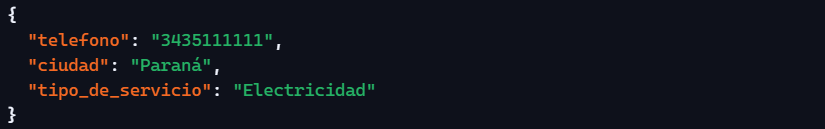 {
  "telefono": "3435111111",
  "ciudad": "Paraná",
  "tipo_de_servicio": "Electricidad"
}